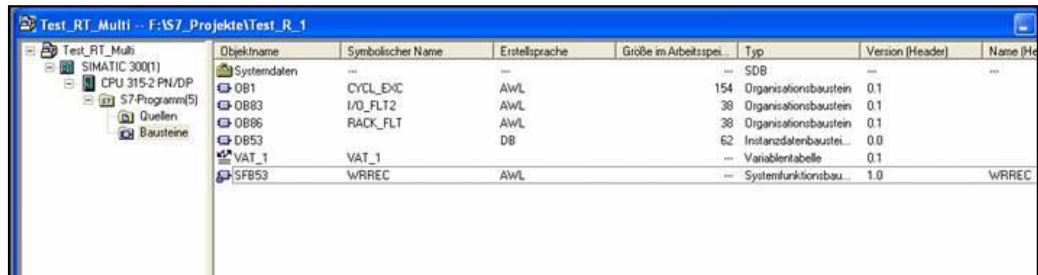 Test_RT_Multi -- F:\S7_Projekte\Test_R_1
Test_RT_Multi
SIMATIC 300(1)
CPU 315-2 PN/DP
S7-Programm(5)
Quellen
Bausteine
Objektname Symbolischer Name Erstellsprache Größe im Arbeitsspei... Typ Version (Header) Name (He
Systemdaten --- --- --- SDB --- ---
OB1 CYCL_EXC AWL 154 Organisationsbaustein 0.1
OB83 I/O_FLT2 AWL 38 Organisationsbaustein 0.1
OB86 RACK_FLT AWL 38 Organisationsbaustein 0.1
DB53 DB 62 Instanzdatenbaustei... 0.0
VAT_1 VAT_1 --- Variablentabelle 0.1
SFB53 WRREC AWL --- Systemfunktionsbau... 1.0 WRREC